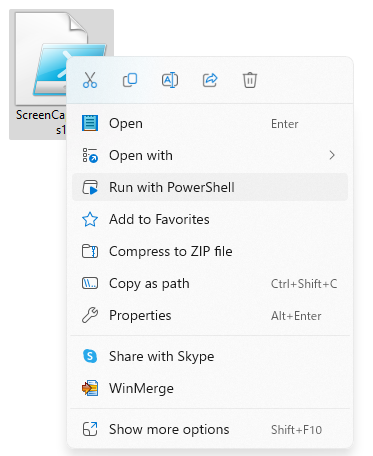 ScreenCa
s1
Open Enter
Open with
Run with PowerShell
Add to Favorites
Compress to ZIP file
Copy as path Ctrl+Shift+C
Properties Alt+Enter
Share with Skype
WinMerge
Show more options Shift+F10